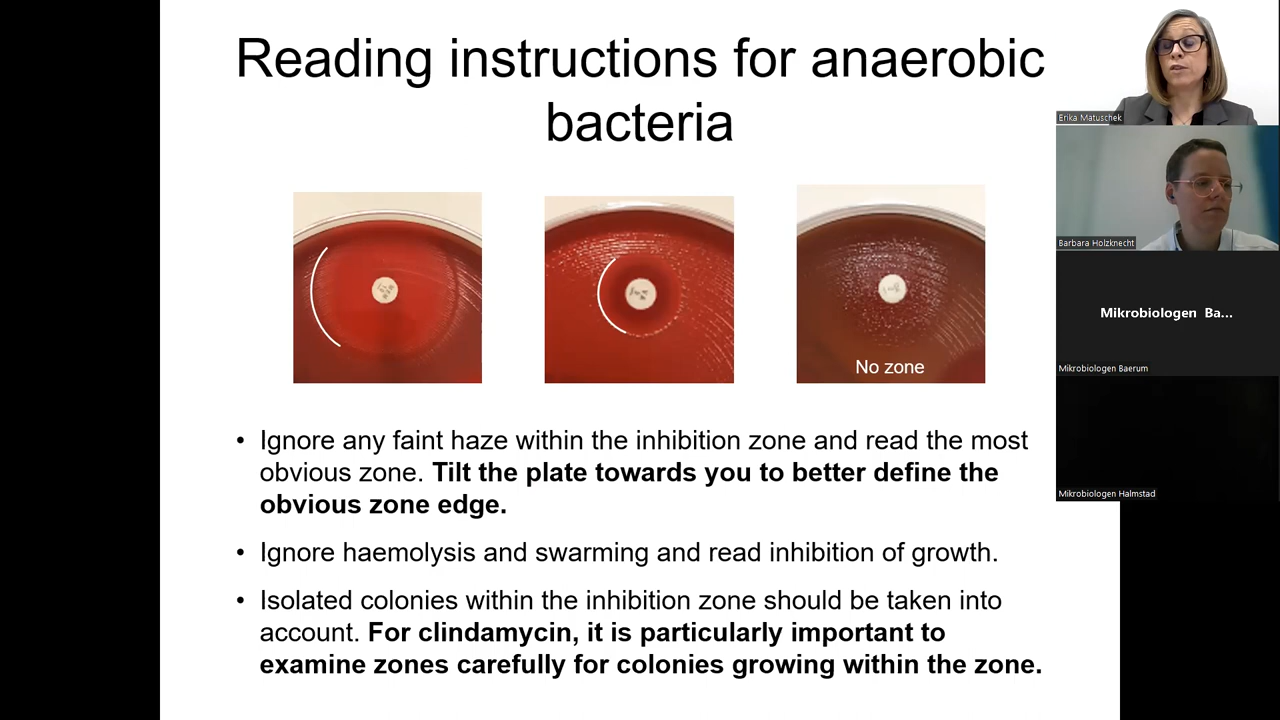 Reading instructions for anaerobic
bacteria
No zone
• Ignore any faint haze within the inhibition zone and read the most
obvious zone. Tilt the plate towards you to better define the
obvious zone edge.
• Ignore haemolysis and swarming and read inhibition of growth.
• Isolated colonies within the inhibition zone should be taken into
account. For clindamycin, it is particularly important to
examine zones carefully for colonies growing within the zone.
Erika Matuschek
Barbara Holzknecht
Mikrobiologen Ba...
Mikrobiologen Baerum
Mikrobiologen Halmstad